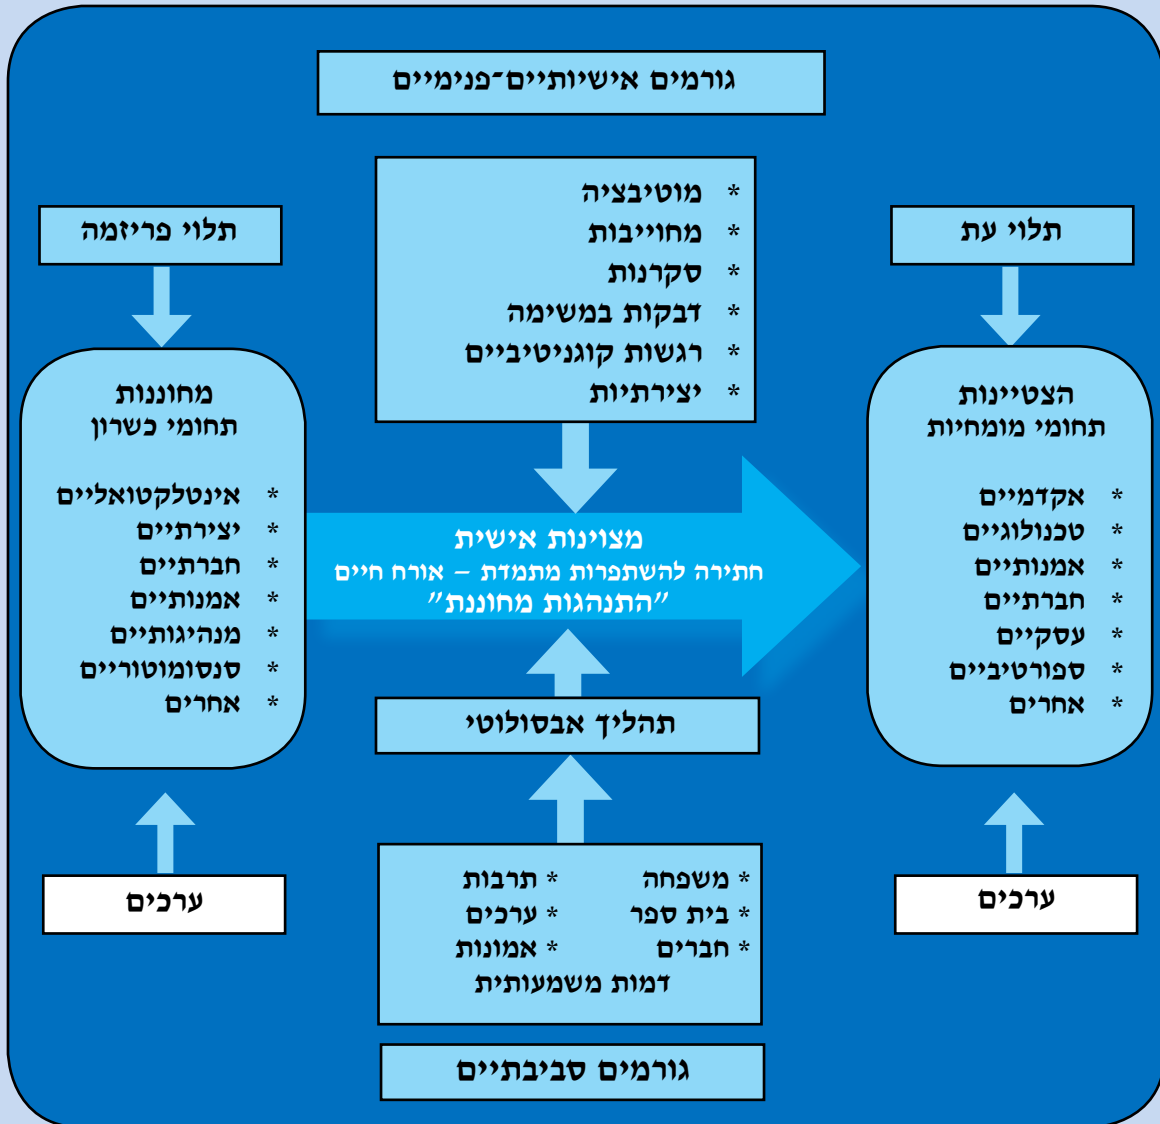 גורמים אישיותיים-פנימיים
* מוטיבציה
* מחוייבות
* סקרנות
* דבקות במשימה
* רגשות קוגניטיביים
* יצירתיות
תלוי עת
הצטיינות
תחומי מומחיות
* אקדמיים
* טכנולוגיים
* אמנותיים
* חברתיים
* עסקיים
* ספורטיביים
* אחרים
ערכים
מצוינות אישית
חתירה להשתפרות מתמדת – אורח חיים
"התנהגות מחוננת"
תהליך אבסולוטי
* משפחה * תרבות
* בית ספר * ערכים
* חברים * אמונות
דמות משמעותית
גורמים סביבתיים
תלוי פריזמה
מחוננות
תחומי כשרון
* אינטלקטואליים
* יצירתיים
* חברתיים
* אמנותיים
* מנהיגותיים
* סנסומוטוריים
* אחרים
ערכים